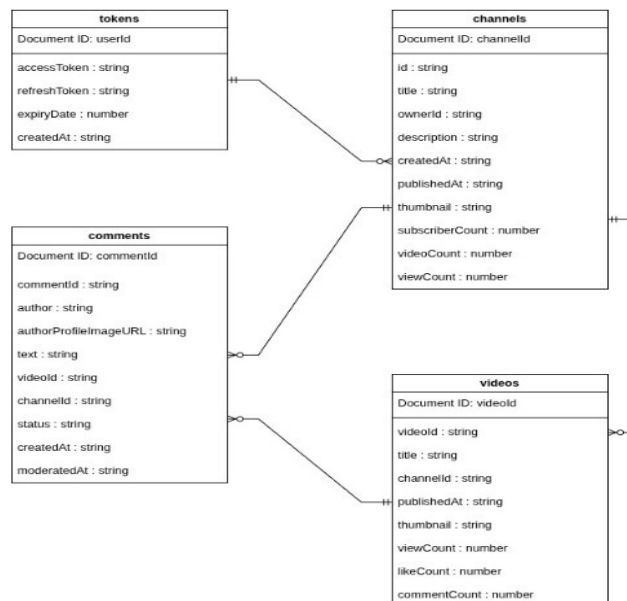 tokens
Document ID: userId
accessToken : string
refreshToken : string
expiryDate : number
createdAt : string
channels
Document ID: channelId
id : string
title : string
ownerId : string
description : string
createdAt : string
publishedAt : string
thumbnail : string
subscriberCount : number
videoCount : number
viewCount : number
comments
Document ID: commentId
commentId : string
author : string
authorProfileImageURL : string
text : string
videoId : string
channelId : string
status : string
createdAt : string
moderatedAt : string
videos
Document ID: videoId
videoId : string
title : string
channelId : string
publishedAt : string
thumbnail : string
viewCount : number
likeCount : number
commentCount : number